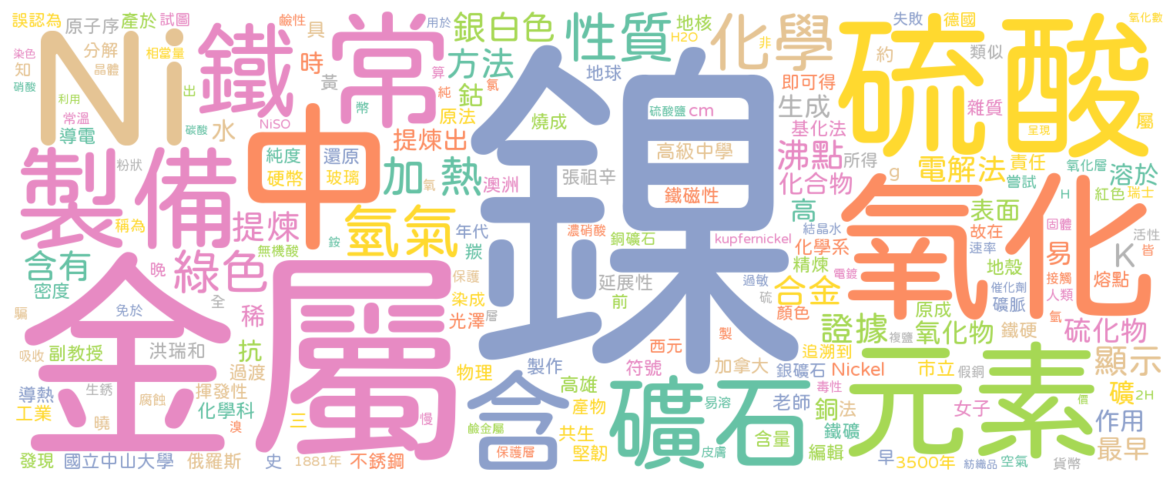 誤認為 原子序 產於 試圖 鹼性 用於 地核 H2O 非 失敗 德國 氧化數
染色 知 分解 具 銀白色 性質 化學 約 類似
硝酸 晶體 相當量 時 黃 算 方法 地球 即可得 硫酸
Ni 鐵 常 鎳
利用 出 幣 純 氯 鈷 硫酸鹽 cm 生成 雜質 屬
常溫 碳酸 NiSO 原法 燒成 基化法 呈現
導電 水 提煉出 高級中學 沸點 所得 電解法 責任 氧化層 溶於
製備 粉狀 中 純度 還原 加熱 澳洲 張祖辛 鐵磁性 化合物 g 嘗試 H 紅色 瑞士
硬幣 玻璃 氧
稱為 提煉 銨 氫氣 年代 濃硝酸 高 氧化 表面 固體 活性
含有 綠色 無機酸 羰 銅礦石 kupfernickel 結晶水 化學系 故在 易 K 皆
密度 晚 全 保護 延展性 過敏 精煉 速率 地殼 接觸 熔點
金屬 稀 染成 層 前 硫 電鍍 合金 催化劑 人類
騙 免於 光澤 製 顏色 原成 礦脈 氬
吸收 副教授 洪瑞和 抗 西元 證據 氧化物 複鹽 鐵硬 硫化物
生銹 過渡 物理 製作 符號 加拿大 追溯到 銀礦石 Nickel 市立 假銅 顯示
導熱 腐蝕 揮發性 含 高雄 礦石 毒性 元素 礦 2H
工業 曉 化學科 三 產物 易溶 老師 銅 法 女子 信 作用
溴 鹼金屬 慢 共生 含量 鐵礦
發現 國立中山大學 俄羅斯 史 1881年 不銹鋼 保護層 堅韌 皮膚 編輯 早 3500年 紡織品 空氣 貨幣 最早